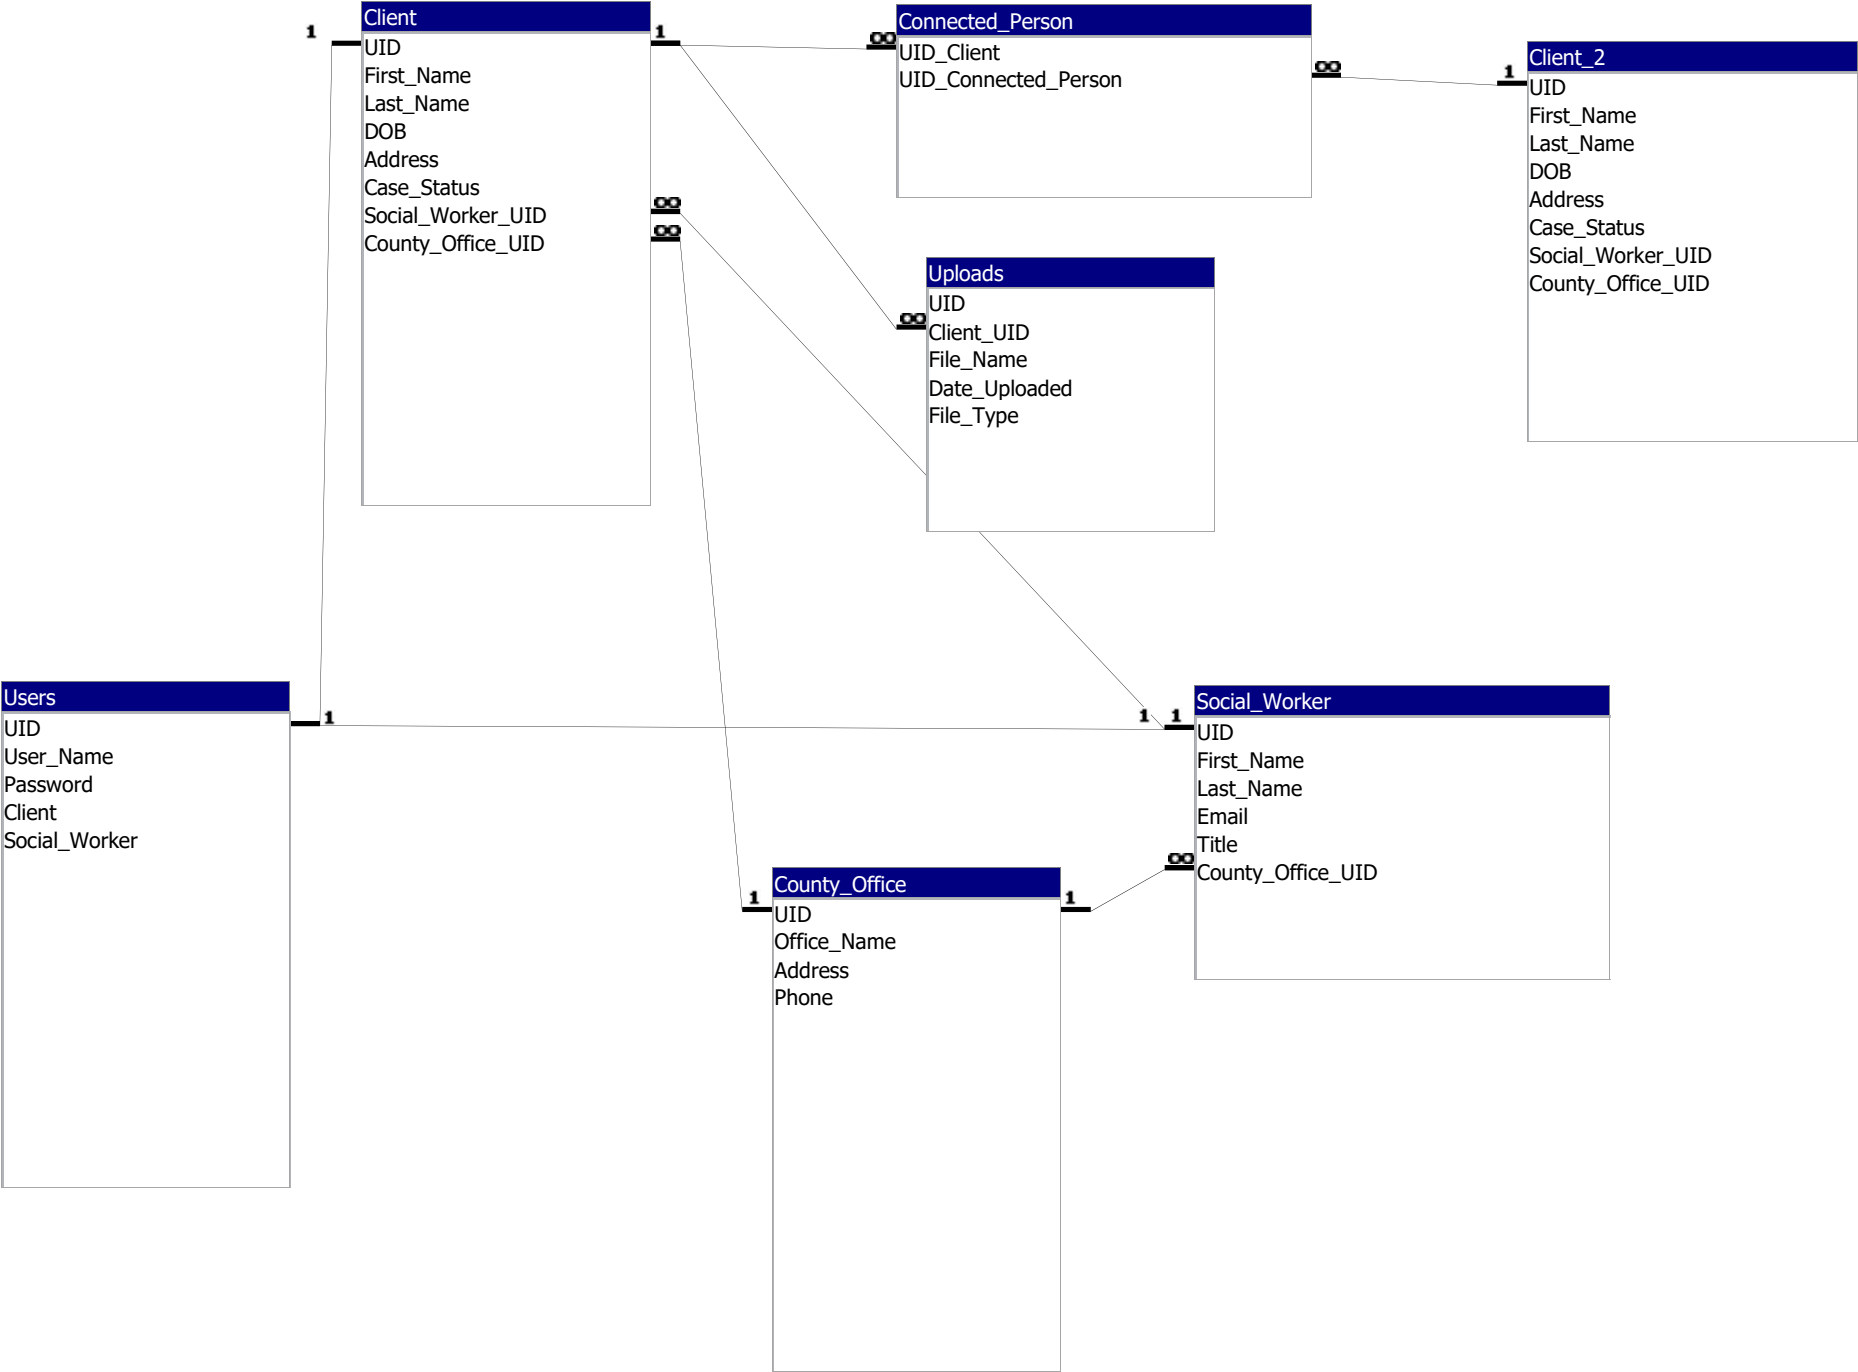 Client
UID
First_Name
Last_Name
DOB
Address
Case_Status
Social_Worker_UID
County_Office_UID
1
1
∞
∞
Connected_Person
UID_Client
UID_Connected_Person
∞
∞
Client_2
UID
First_Name
Last_Name
DOB
Address
Case_Status
Social_Worker_UID
County_Office_UID
1
Uploads
UID
Client_UID
File_Name
Date_Uploaded
File_Type
∞
Users
UID
User_Name
Password
Client
Social_Worker
1
Social_Worker
UID
First_Name
Last_Name
Email
Title
County_Office_UID
1 1
∞
County_Office
UID
Office_Name
Address
Phone
1
1